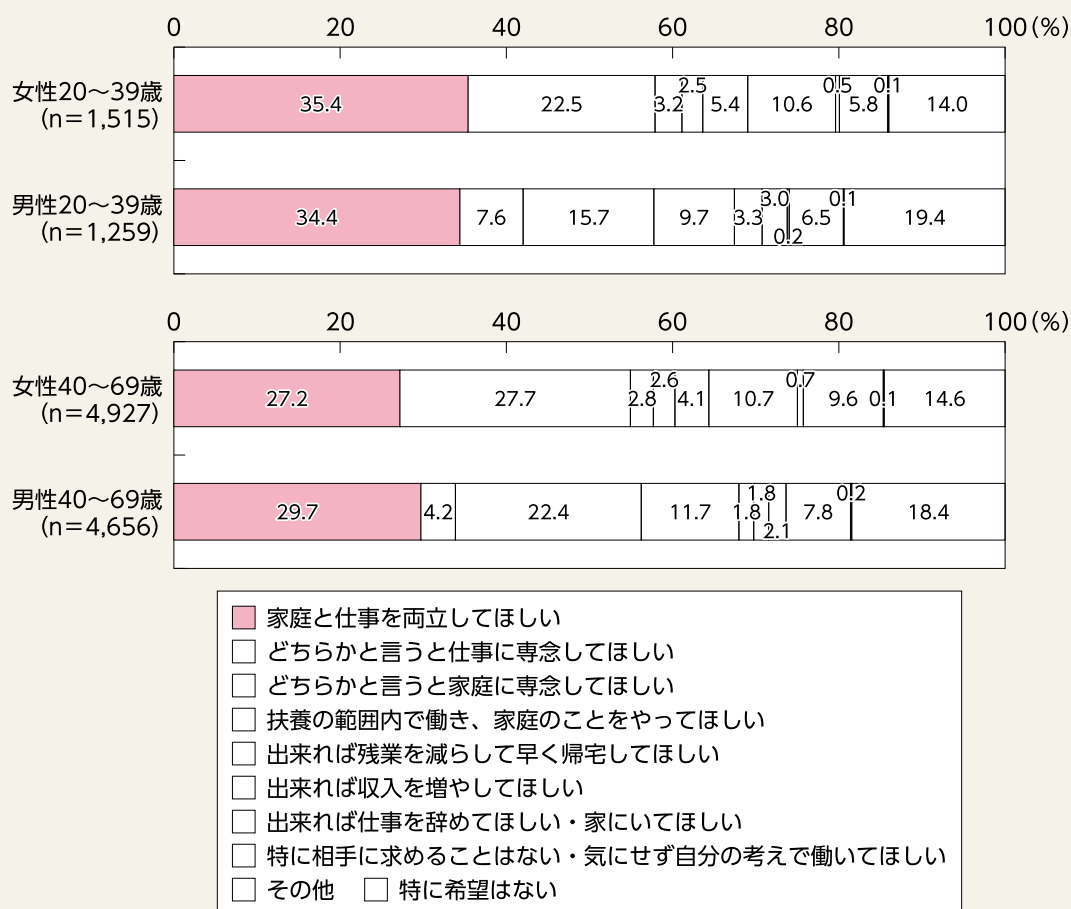 0 20 40 60 80 100(%)
女性20～39歳
(n＝1,515)
35.4 22.5 3.2 2.5 5.4 10.6 0.5 5.8 0.1 14.0
男性20～39歳
(n＝1,259)
34.4 7.6 15.7 9.7 3.3 3.0 0.2 6.5 0.1 19.4
0 20 40 60 80 100(%)
女性40～69歳
(n＝4,927)
27.2 27.7 2.8 2.6 4.1 10.7 0.7 9.6 0.1 14.6
男性40～69歳
(n＝4,656)
29.7 4.2 22.4 11.7 1.8 1.8 2.1 7.8 0.2 18.4
家庭と仕事を両立してほしい
どちらかと言うと仕事に専念してほしい
どちらかと言うと家庭に専念してほしい
扶養の範囲内で働き、家庭のことをやってほしい
出来れば残業を減らして早く帰宅してほしい
出来れば収入を増やしてほしい
出来れば仕事を辞めてほしい・家にいてほしい
特に相手に求めることはない・気にせず自分の考えで働いてほしい
その他 特に希望はない